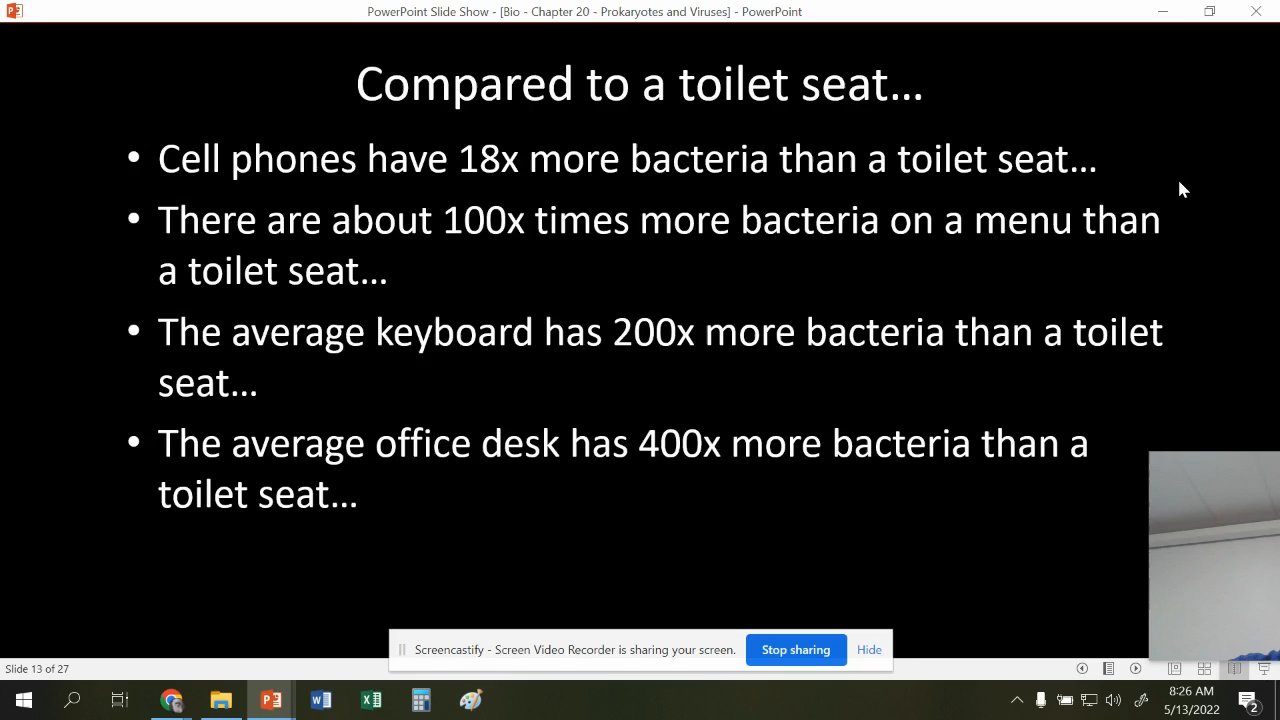 PowerPoint Slide Show - [Bio - Chapter 20 - Prokaryotes and Viruses] - PowerPoint
Compared to a toilet seat…
• Cell phones have 18x more bacteria than a toilet seat…
• There are about 100x times more bacteria on a menu than
a toilet seat…
• The average keyboard has 200x more bacteria than a toilet
seat…
• The average office desk has 400x more bacteria than a
toilet seat…
Screencastify - Screen Video Recorder is sharing your screen.
Stop sharing
Hide
Slide 13 of 27
8:26 AM
5/13/2022
2